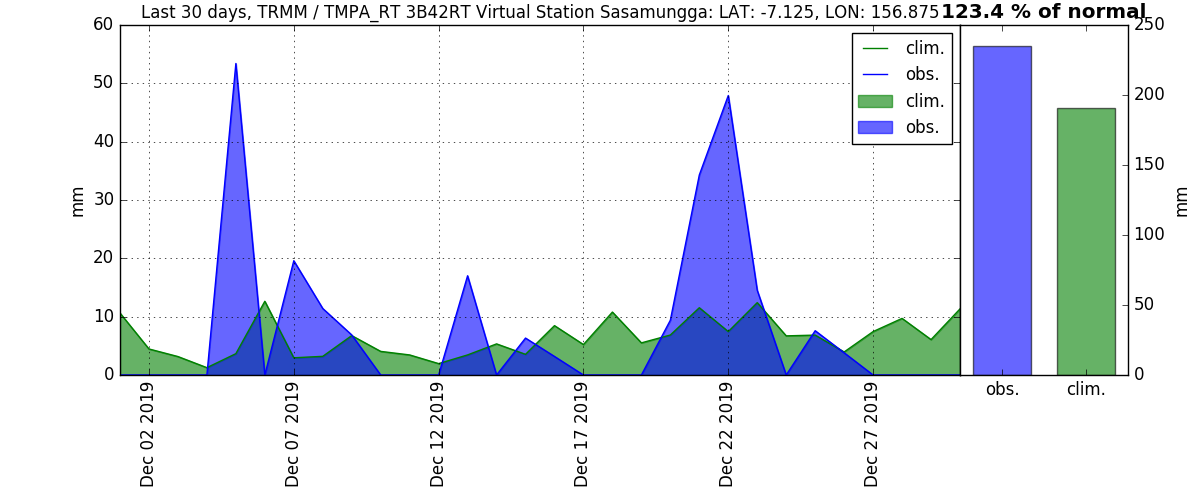 Last 30 days, TRMM / TMPA_RT 3B42RT Virtual Station Sasamungga: LAT: -7.125, LON: 156.875
123.4 % of normal
60
50
40
30
20
10
0
mm
clim.
obs.
clim.
obs.
Dec 02 2019
Dec 07 2019
Dec 12 2019
Dec 17 2019
Dec 22 2019
Dec 27 2019
250
200
150
100
50
0
mm
obs.
clim.